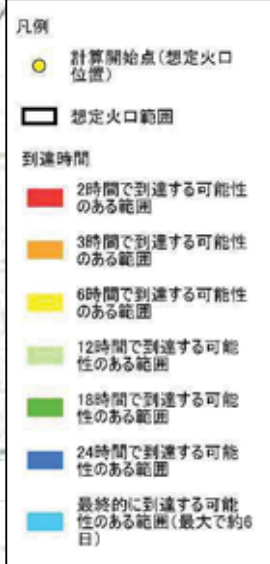 凡例
計算開始点(想定火口
位置)
想定火口範囲
到達時間
2時間で到達する可能性
のある範囲
3時間で到達する可能性
のある範囲
6時間で到達する可能性
のある範囲
12時間で到達する可能
性のある範囲
18時間で到達する可能
性のある範囲
24時間で到達する可能
性のある範囲
最終的に到達する可能
性のある範囲(最大で約6
日)